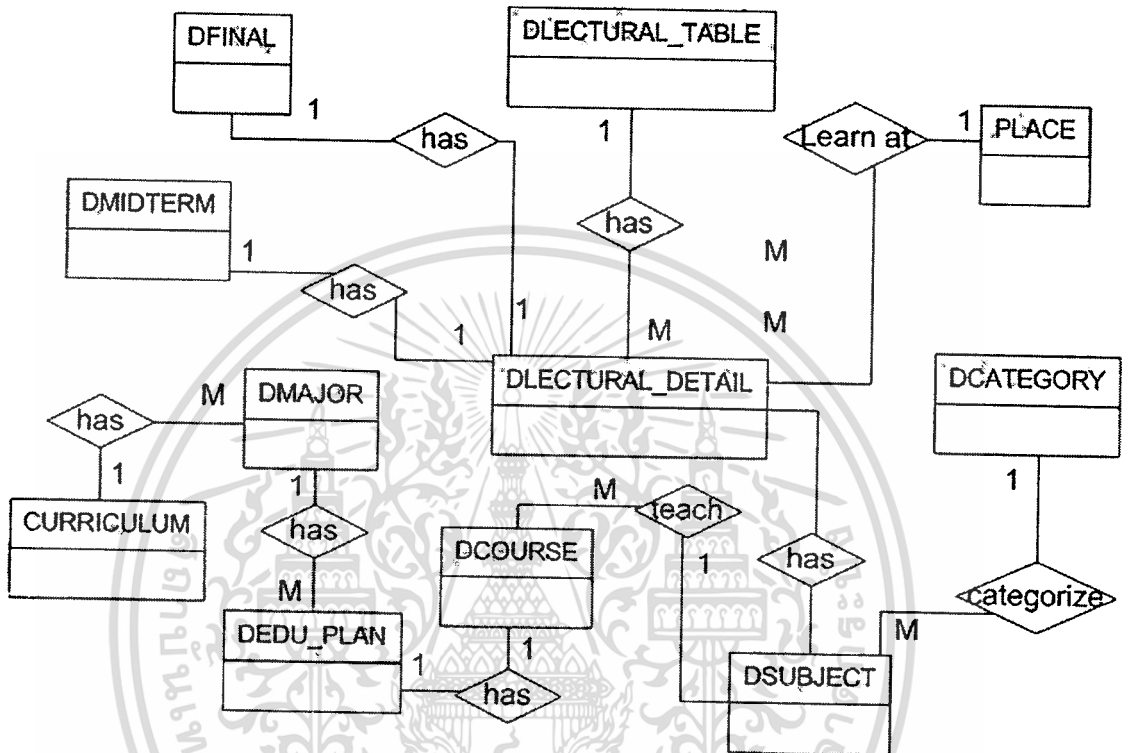 DFINAL
DLECTURAL_TABLE
1
has
1
Learn at
1
PLACE
DMIDTERM
1
has
1
has
1
M
M
M
DLECTURAL_DETAIL
DCATEGORY
has
M
DMAJOR
1
1
has
M
teach
1
CURRICULUM
DCOURSE
1
has
categorize
M
M
DEDU_PLAN
1
has
1
DSUBJECT